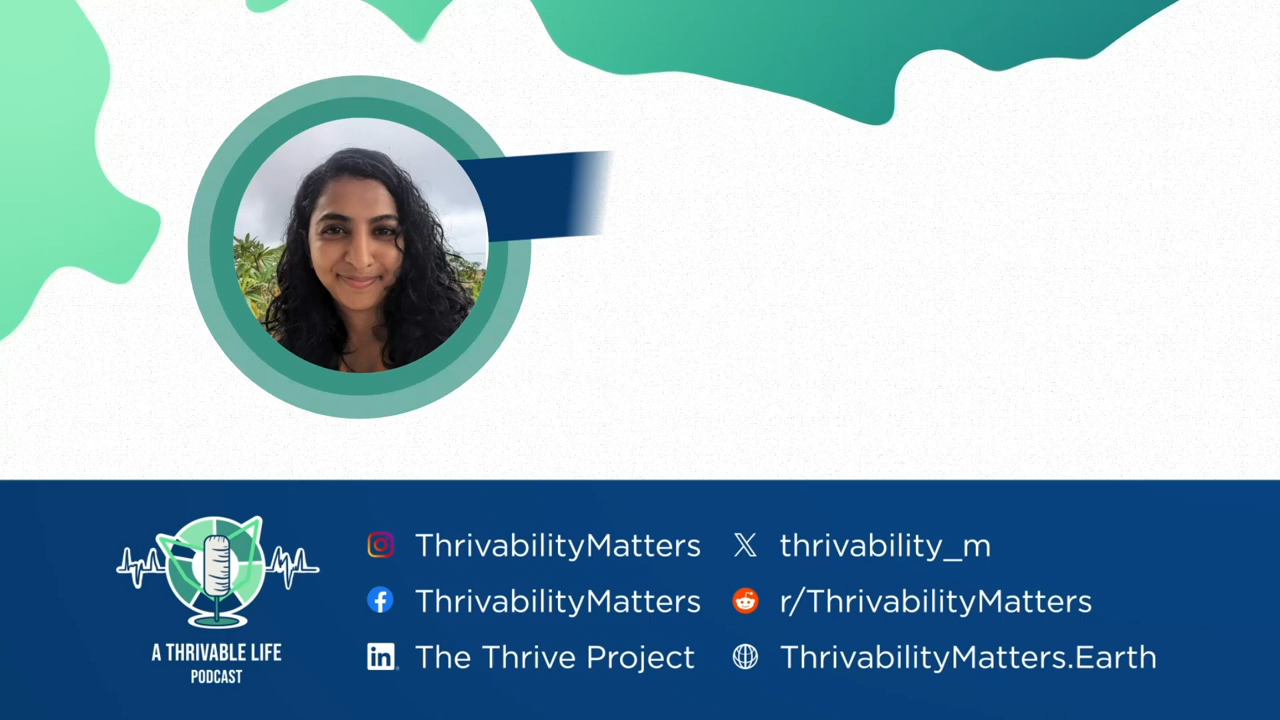 ThrivabilityMatters
thrivability_m
ThrivabilityMatters
r/ThrivabilityMatters
The Thrive Project
ThrivabilityMatters.Earth
A THRIVABLE LIFE
PODCAST